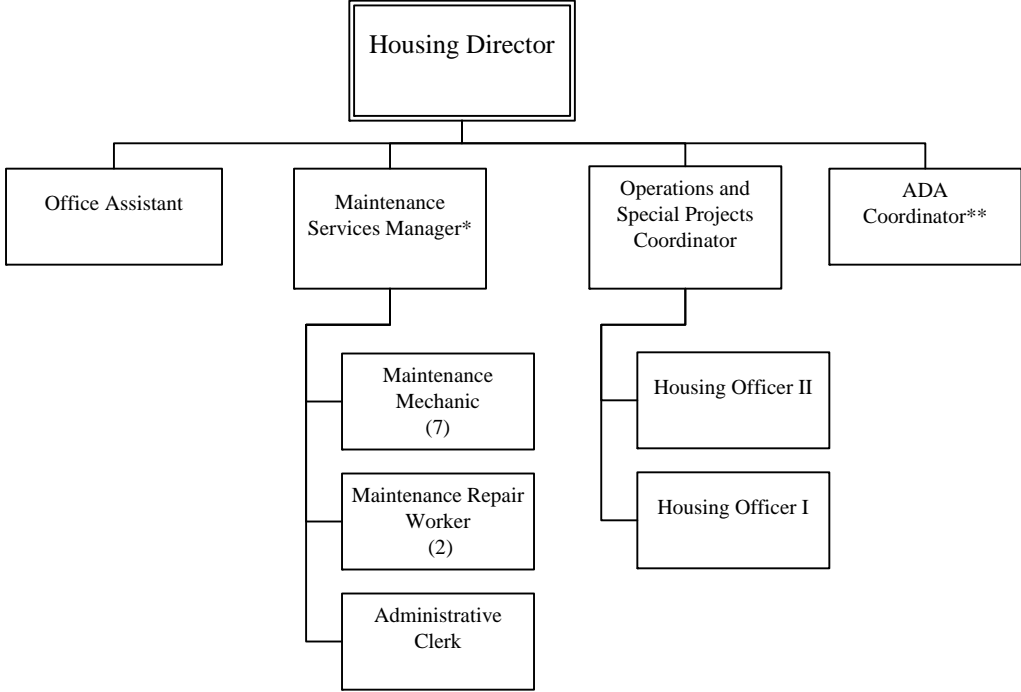 Housing Director
Office Assistant
Maintenance
Services Manager*
Operations and
Special Projects
Coordinator
ADA
Coordinator**
Maintenance
Mechanic
(7)
Maintenance Repair
Worker
(2)
Administrative
Clerk
Housing Officer II
Housing Officer I